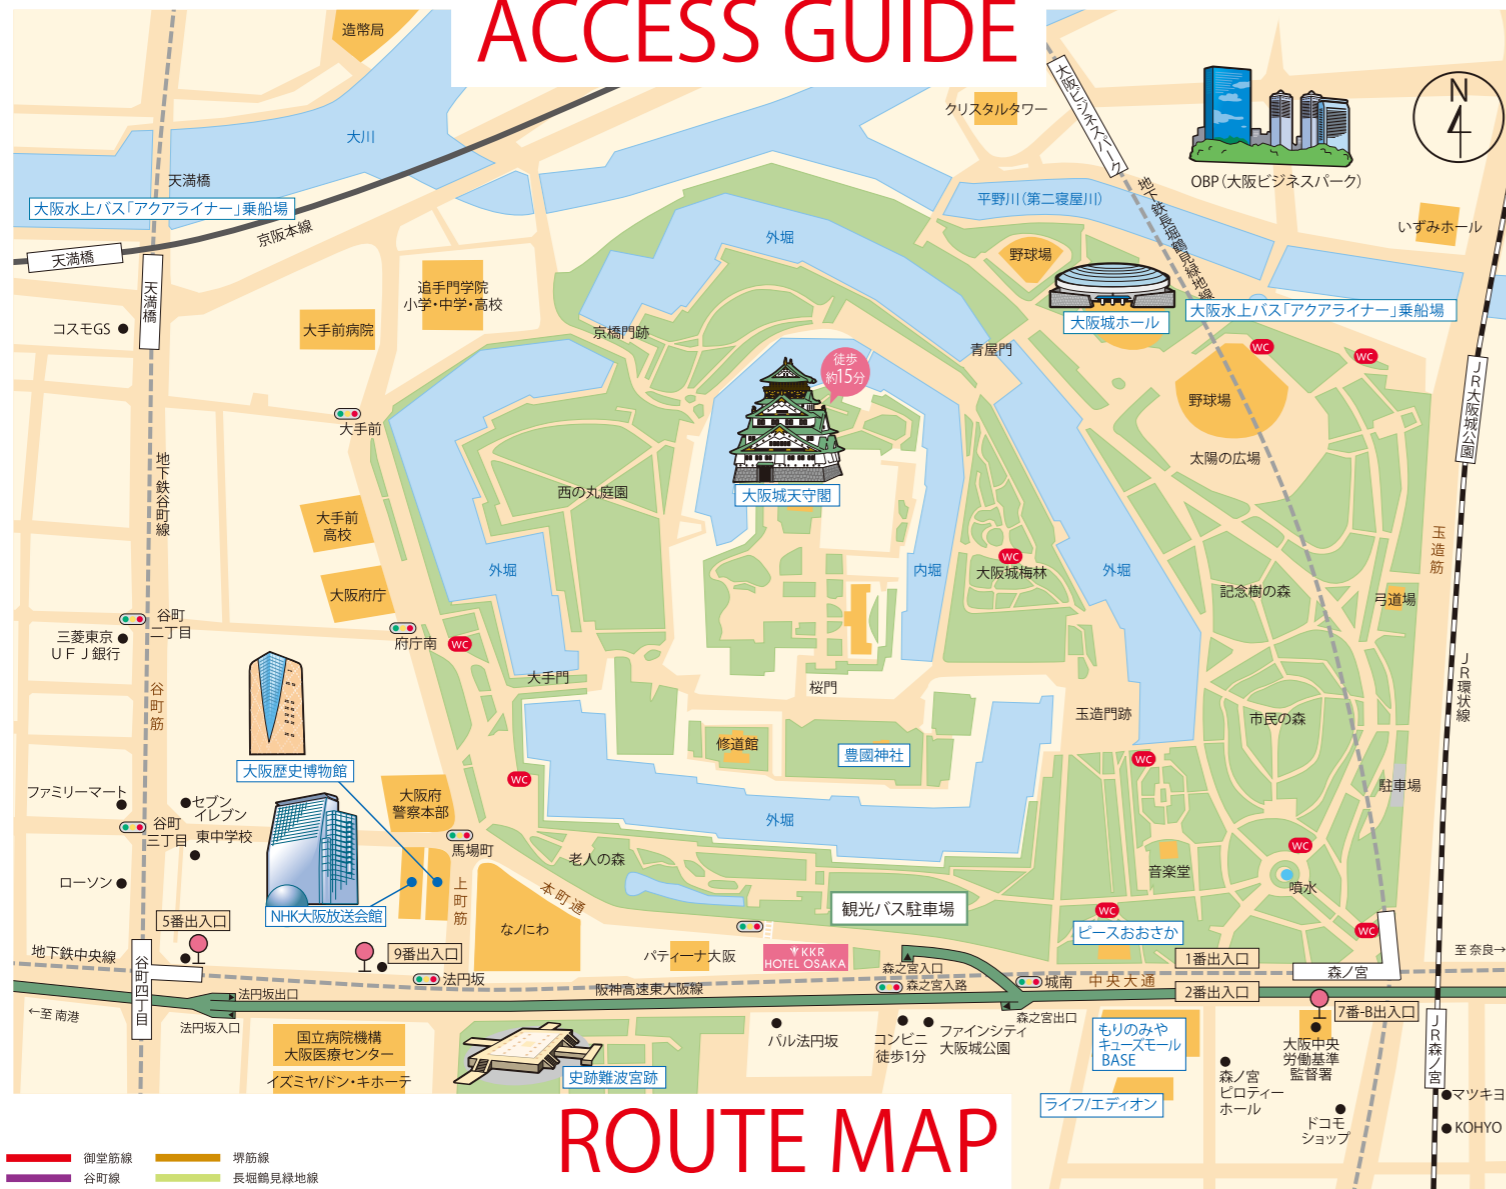 ACCESS GUIDE
造幣局
大川
天満橋
大阪水上バス「アクアライナー」乗船場
京阪本線
天満橋
天満橋
コスモGS
大手前病院
追手門学院
小学・中学・高校
クリスタルタワー
大阪ビジネスパーク
地下鉄長堀鶴見緑地線
N
OBP(大阪ビジネスパーク)
平野川(第二寝屋川)
いずみホール
外堀
野球場
大阪城ホール
大阪水上バス「アクアライナー」乗船場
京橋門跡
青屋門
徒歩
約15分
WC
WC
JR大阪城公園
大手前
野球場
太陽の広場
地下鉄谷町線
西の丸庭園
大阪城天守閣
大手前
高校
玉造筋
外堀
内堀
WC
大阪城梅林
外堀
大阪府庁
記念樹の森
弓道場
谷町
二丁目
三菱東京
UFJ銀行
府庁南
WC
大手門
桜門
JR環状線
谷町筋
玉造門跡
市民の森
修道館
豊國神社
WC
大阪歴史博物館
WC
駐車場
ファミリーマート
セブン
イレブン
大阪府
警察本部
外堀
谷町
三丁目
東中学校
馬場町
老人の森
WC
音楽堂
ローソン
上町筋
本町通
噴水
NHK大阪放送会館
観光バス駐車場
WC
5番出入口
なノにわ
ピースおおさか
WC
地下鉄中央線
9番出入口
パティーナ大阪
KKR
HOTEL OSAKA
森之宮入口
1番出入口
至 奈良→
谷町四丁目
法円坂
森之宮入路
城南
中央大通
森ノ宮
阪神高速東大阪線
法円坂出口
2番出入口
←至 南港
法円坂入口
森之宮出口
7番-B出入口
国立病院機構
大阪医療センター
パル法円坂
コンビニ
徒歩1分
ファインシティ
大阪城公園
もりのみや
キューズモール
BASE
大阪中央
労働基準
監督署
JR森ノ宮
イズミヤ/ドン・キホーテ
史跡難波宮跡
森ノ宮
ピロティー
ホール
マツキヨ
ライフ/エディオン
ドコモ
ショップ
KOHYO
ROUTE MAP
御堂筋線
堺筋線
谷町線
長堀鶴見緑地線